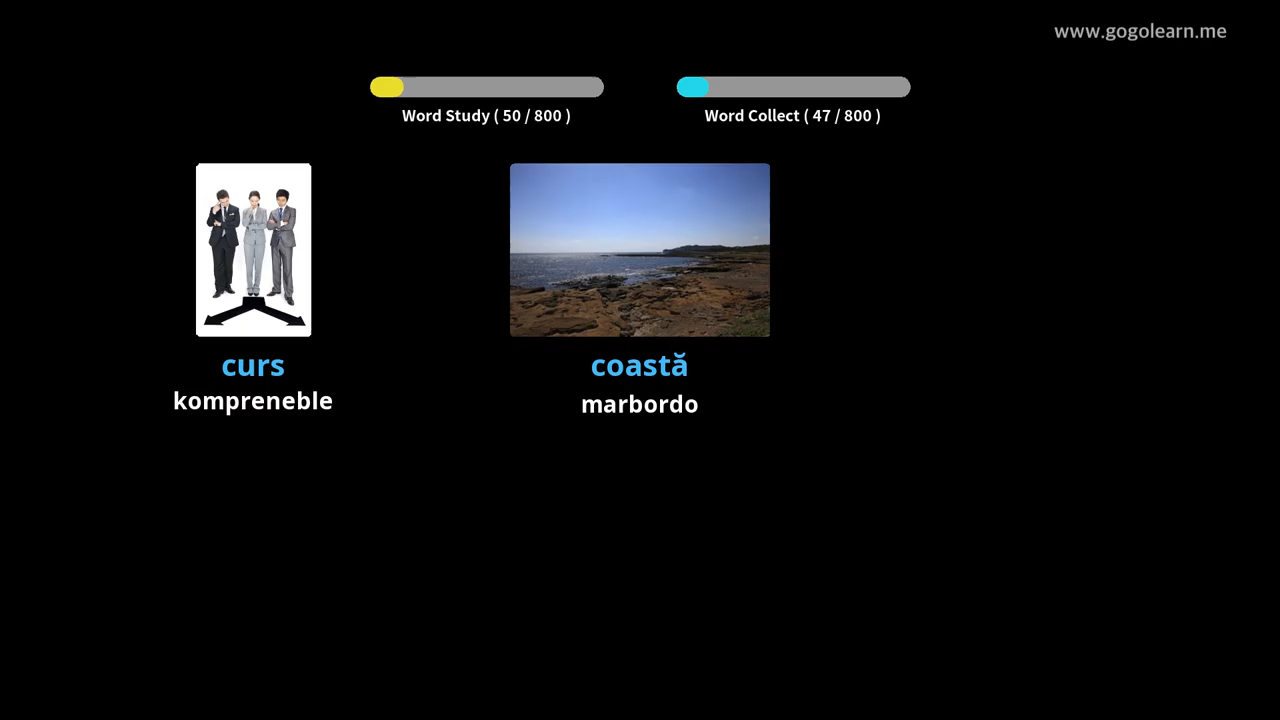 www.gogolearn.me
Word Study ( 50 / 800 )
Word Collect ( 47 / 800 )
curs
kompreneble
coastă
marbordo